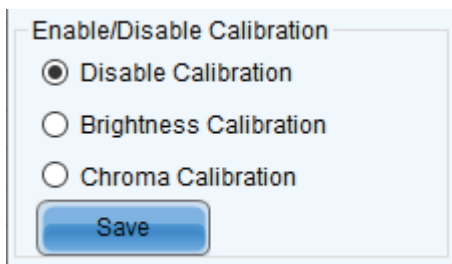 Enable/Disable Calibration
Disable Calibration
Brightness Calibration
Chroma Calibration
Save